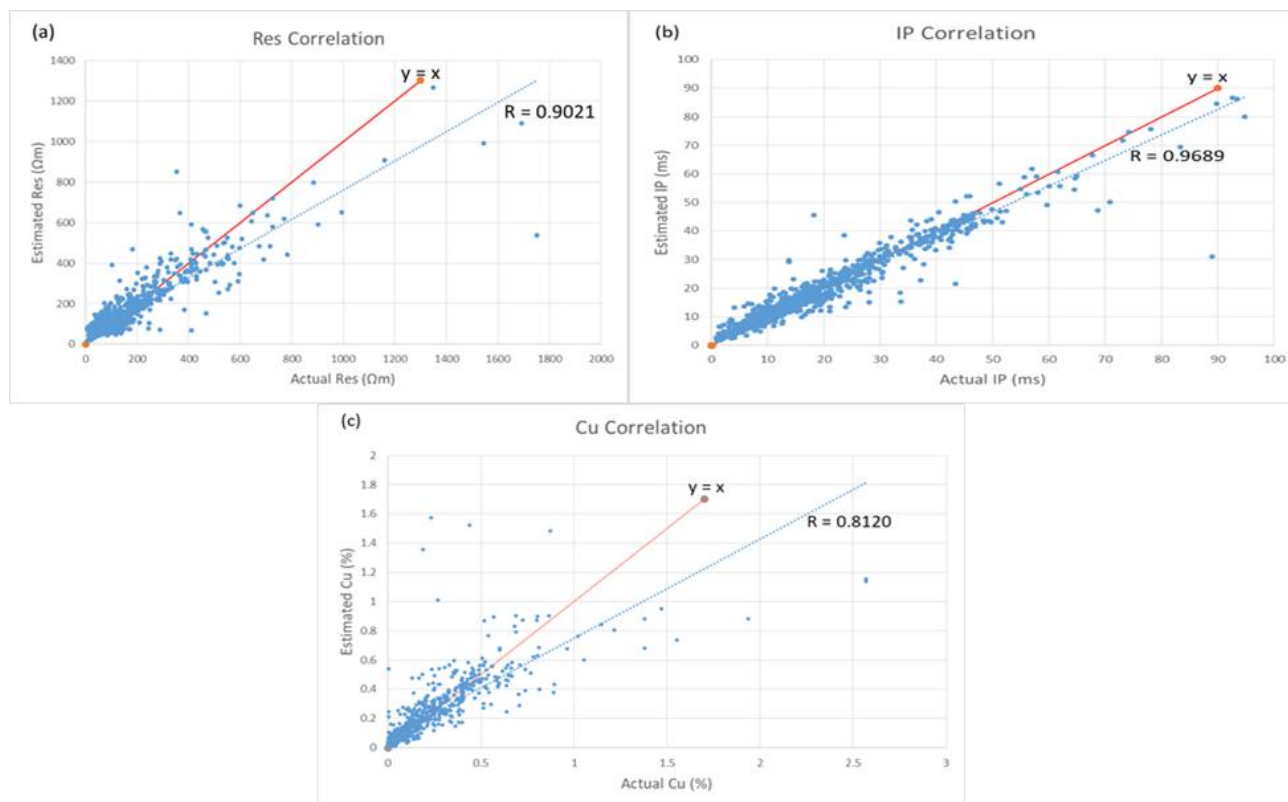 (a)
Res Correlation
1400
1200
1000
800
600
400
200
0
0 200 400 600 800 1000 1200 1400 1600 1800 2000
Estimated Res (Ωm)
Actual Res (Ωm)
y = x
R = 0.9021
(b)
IP Correlation
100
90
80
70
60
50
40
30
20
10
0
0 10 20 30 40 50 60 70 80 90 100
Estimated IP (ms)
Actual IP (ms)
y = x
R = 0.9689
(c)
Cu Correlation
2
1.8
1.6
1.4
1.2
1
0.8
0.6
0.4
0.2
0
0 0.5 1 1.5 2 2.5 3
Estimated Cu (%)
Actual Cu (%)
y = x
R = 0.8120